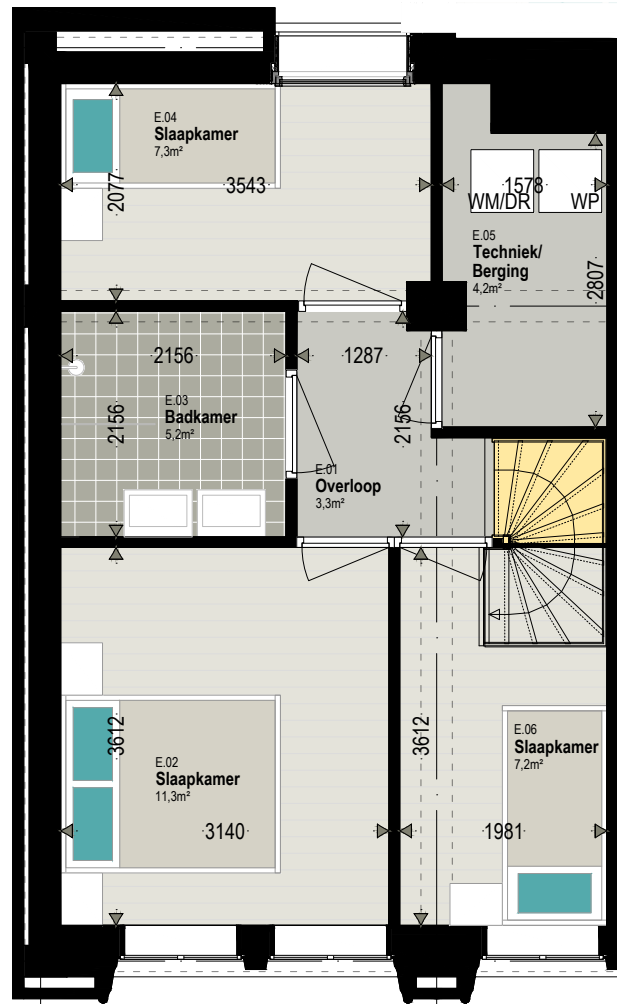 E.04
Slaapkamer
7,3m²
3543
2077
1578
WM/DR
WP
E.05
Techniek/
Berging
4,2m²
2807
2156
1287
E.03
Badkamer
5,2m²
2156
2156
E.01
Overloop
3,3m²
3612
3612
E.02
Slaapkamer
11,3m²
E.06
Slaapkamer
7,2m²
3140
1981